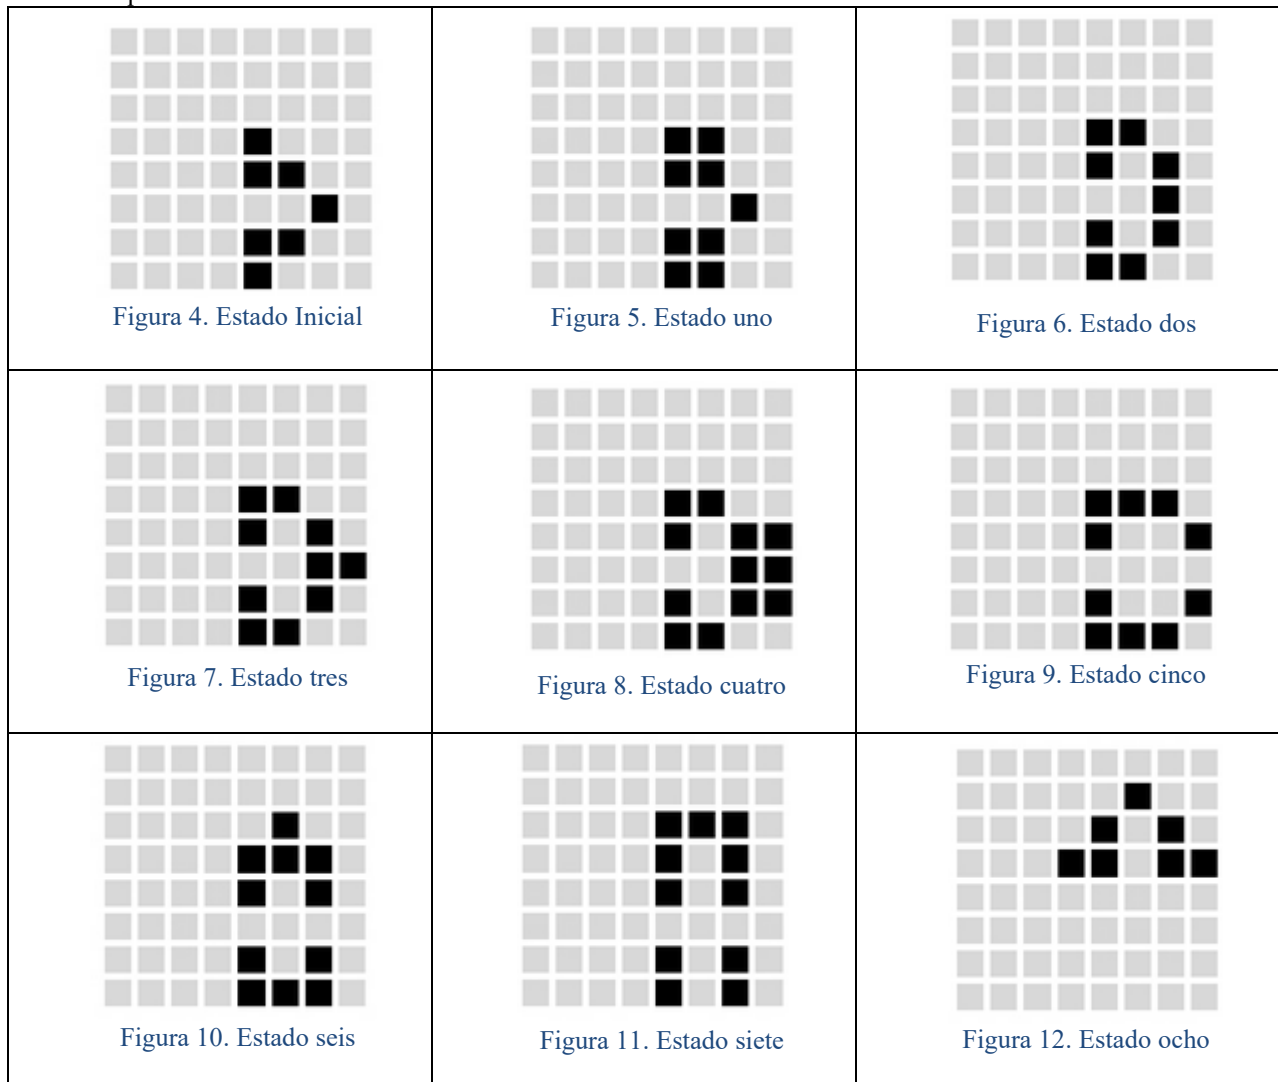 Figura 4. Estado Inicial
Figura 5. Estado uno
Figura 6. Estado dos
Figura 7. Estado tres
Figura 8. Estado cuatro
Figura 9. Estado cinco
Figura 10. Estado seis
Figura 11. Estado siete
Figura 12. Estado ocho